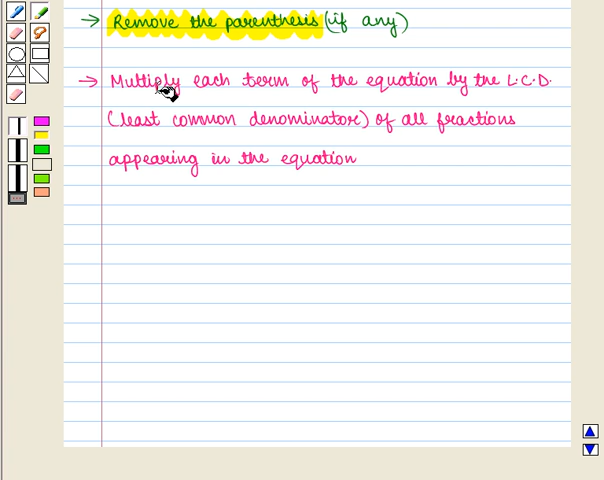 → Remove the parenthesis (if any)
→ Multiply each term of the equation by the L.C.D.
(least common denominator) of all fractions
appearing in the equation